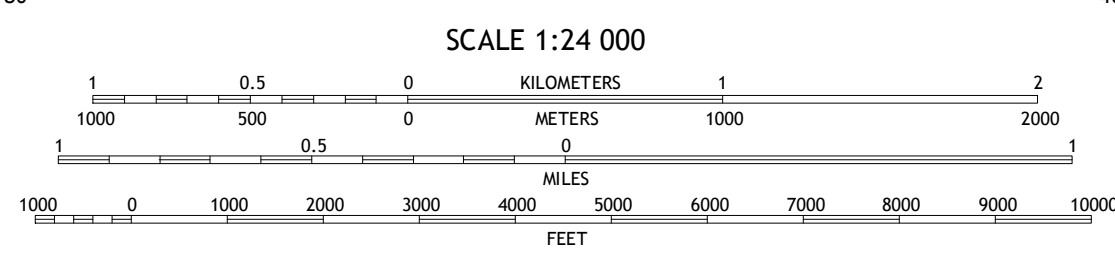 SCALE 1:24 000
1 0.5 0 KILOMETERS 1 2
1000 500 0 METERS 1000 2000
1 0.5 0 1
MILES
1000 0 1000 2000 3000 4000 5000 6000 7000 8000 9000 10000
FEET